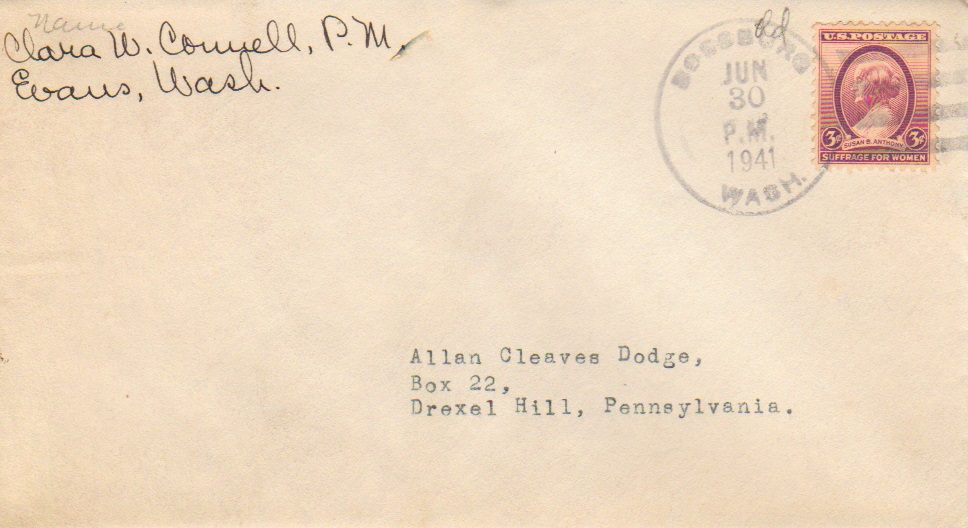 Name
Clara W. Connell, P.M.
Evans, Wash.
BOSSBURG
JUN
30
P.M.
1941
WASH.
U.S. POSTAGE
3¢ SUSAN B. ANTHONY 3¢
SUFFRAGE FOR WOMEN
Allan Cleaves Dodge,
Box 22,
Drexel Hill, Pennsylvania.